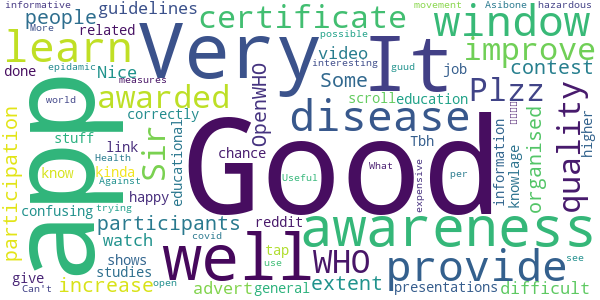 informative
guidelines
people
More
related
certificate
movement
Asibone
hazardous
possible
window
learn
Very
It
Nice
video
interesting
guud
improve
done
epidamic
measures
Some
job
contest
world
awarded
OpenWHO
scroll
education
Plzz
app
correctly
disease
Tbh
higher
participation
stuff
Sir
educational
Good
link
Health
chance
What
expensive
per
information
knowlage
organised
quality
know
kinda
Against
Useful
confusing
trying
happy
participants
reddit
awareness
watch
well
WHO
tap
use
covid
provide
see
shows
studies
extent
give
Can't
increase
open
advert
general
presentations
difficult